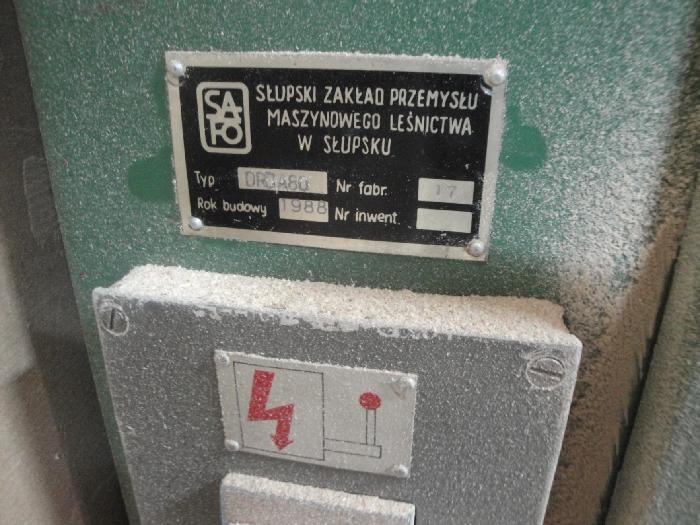 SAFO
SŁUPSKI ZAKŁAD PRZEMYSŁU
MASZYNOWEGO LEŚNICTWA
W SŁUPSKU
Typ Nr fabr. 17
Rok budowy 1988 Nr inwent.